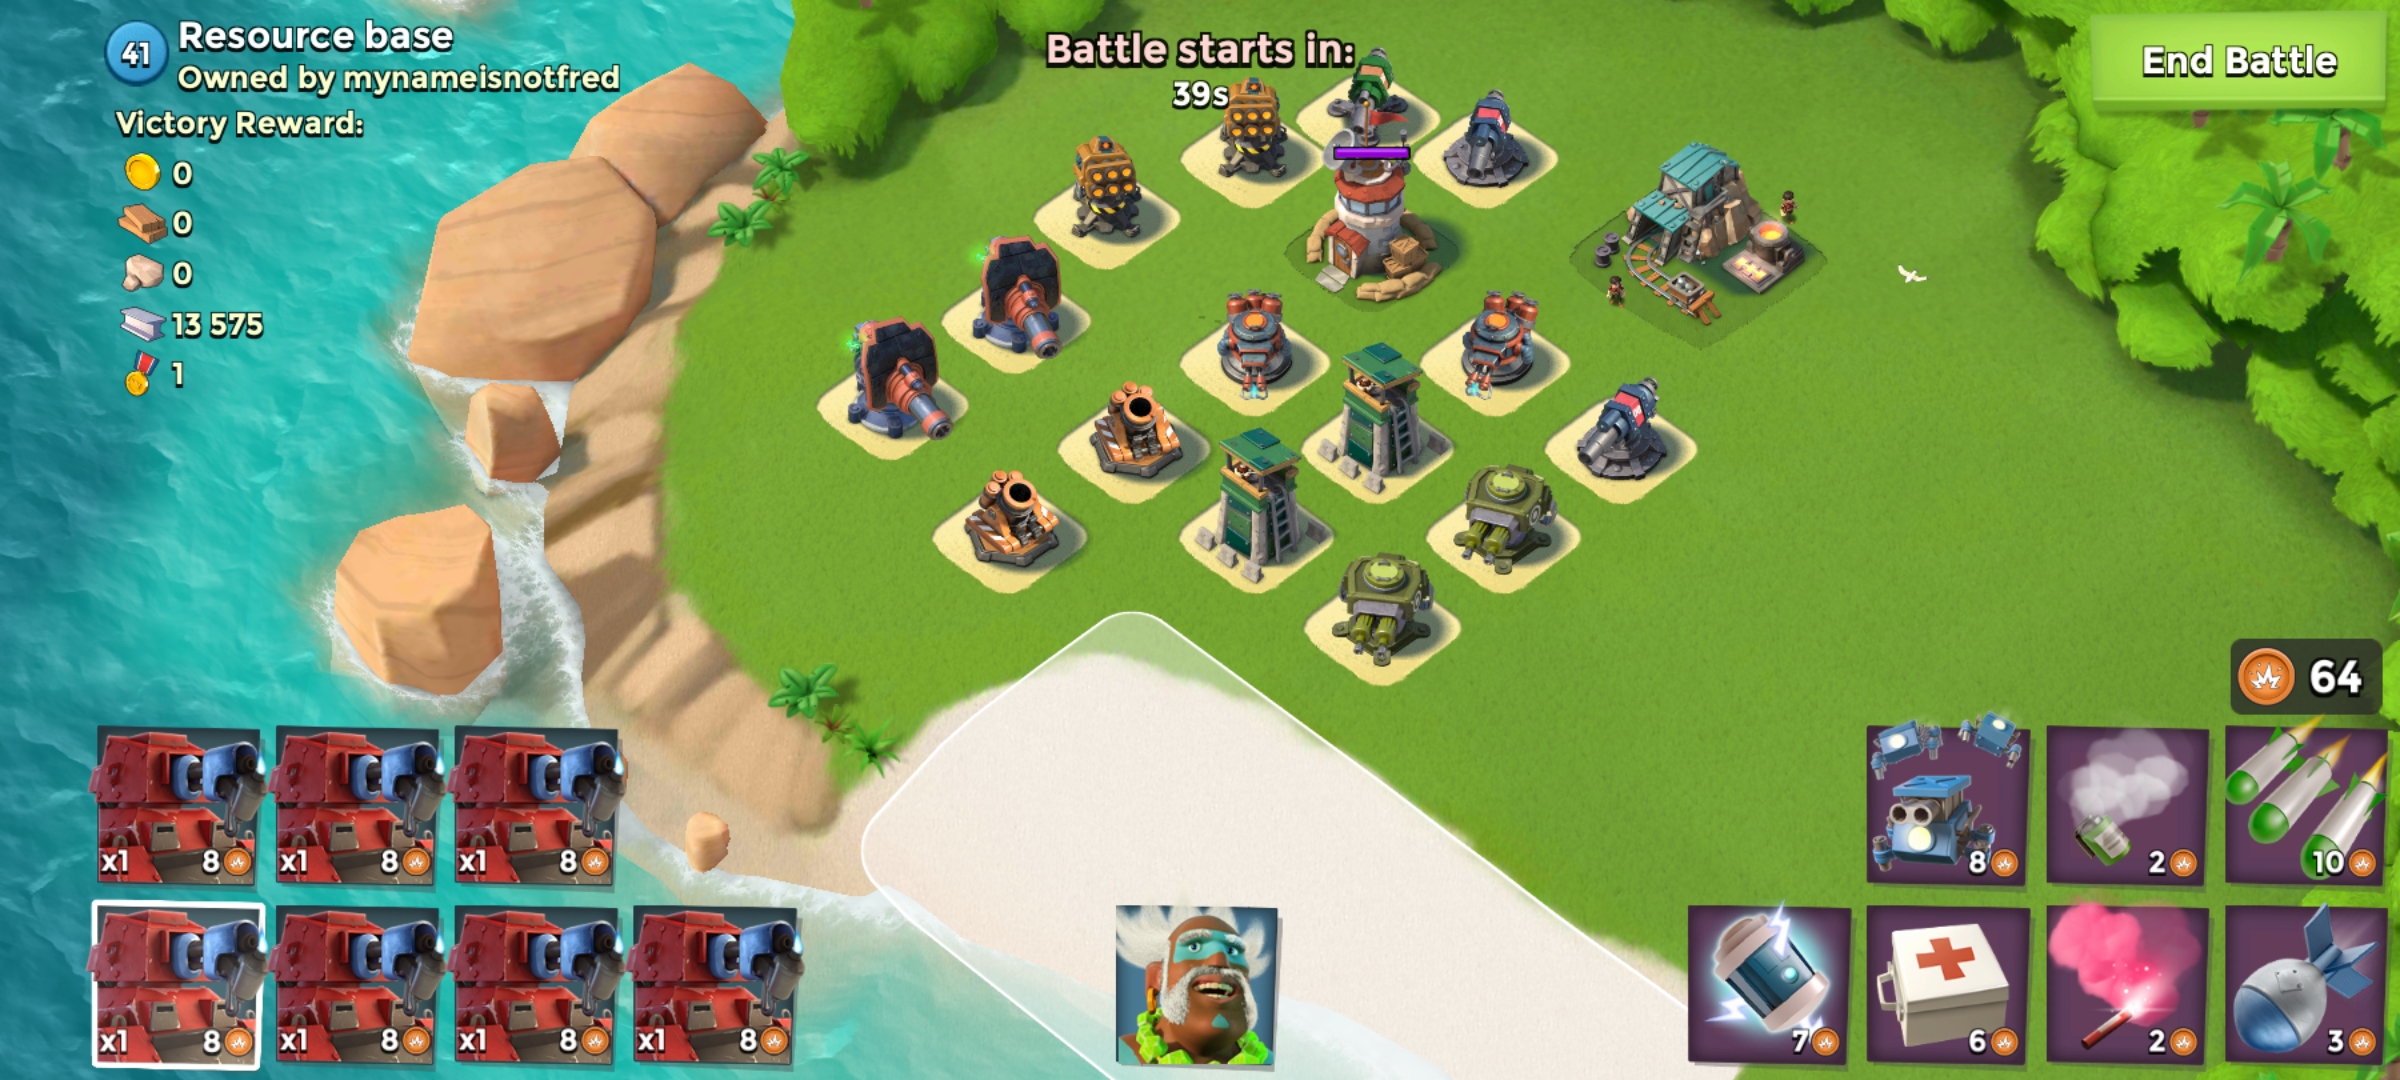 41
Resource base
Owned by mynameisnotfred
Victory Reward:
0
0
0
13 575
1
Battle starts in:
39s
End Battle
64
x1 8
x1 8
x1 8
8
2
10
x1 8
x1 8
x1 8
x1 8
7
6
2
3